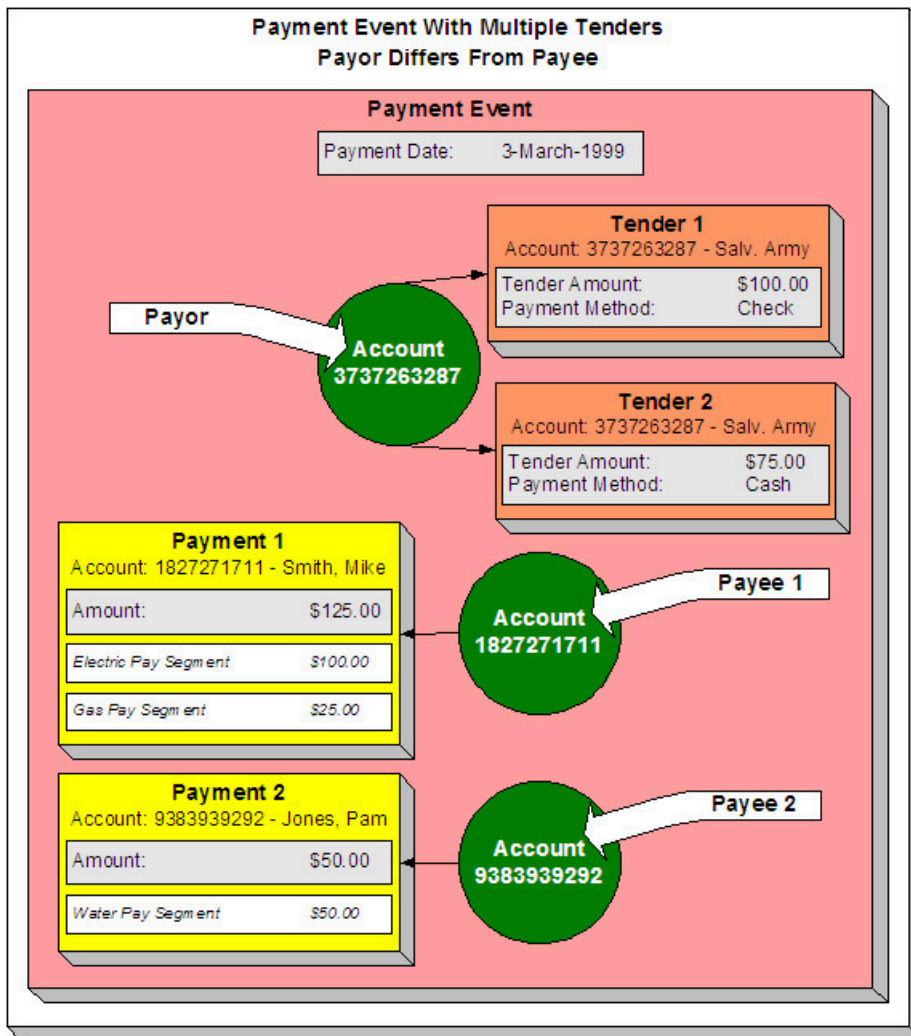 Payment Event With Multiple Tenders
Payor Differs From Payee
Payment Event
Payment Date: 3-March-1999
Tender 1
Account: 3737263287 - Salv. Army
Tender Amount: $100.00
Payment Method: Check
Payor
Account
3737263287
Tender 2
Account: 3737263287 - Salv. Army
Tender Amount: $75.00
Payment Method: Cash
Payment 1
Account: 1827271711 - Smith, Mike
Amount: $125.00
Electric Pay Segment $100.00
Gas Pay Segment $25.00
Payee 1
Account
1827271711
Payment 2
Account: 9383939292 - Jones, Pam
Amount: $50.00
Water Pay Segment $50.00
Payee 2
Account
9383939292